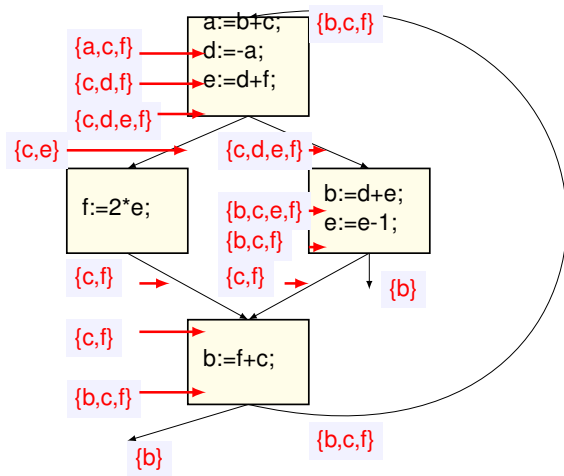 a:=b+c;
{b,c,f}
{a,c,f}
d:=-a;
{c,d,f}
e:=d+f;
{c,d,e,f}
{c,e}
{c,d,e,f}
f:=2*e;
b:=d+e;
{b,c,e,f}
e:=e-1;
{b,c,f}
{c,f}
{c,f}
{b}
{c,f}
b:=f+c;
{b,c,f}
{b,c,f}
{b}